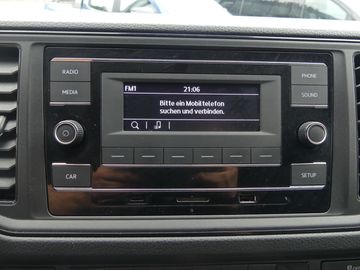 RADIO
MEDIA
FM1
21:06
Bitte ein Mobiltelefon
suchen und verbinden.
PHONE
SOUND
CAR
SETUP